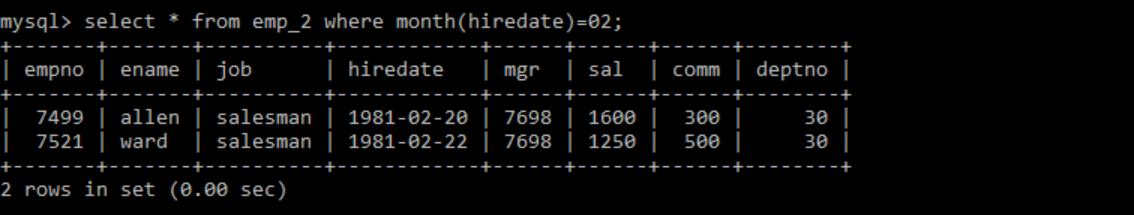 mysql> select * from emp_2 where month(hiredate)=02;
+-------+-------+----------+------------+------+------+------+--------+
| empno | ename | job      | hiredate   | mgr  | sal  | comm | deptno |
+-------+-------+----------+------------+------+------+------+--------+
|  7499 | allen | salesman | 1981-02-20 | 7698 | 1600 |  300 |     30 |
|  7521 | ward  | salesman | 1981-02-22 | 7698 | 1250 |  500 |     30 |
+-------+-------+----------+------------+------+------+------+--------+
2 rows in set (0.00 sec)